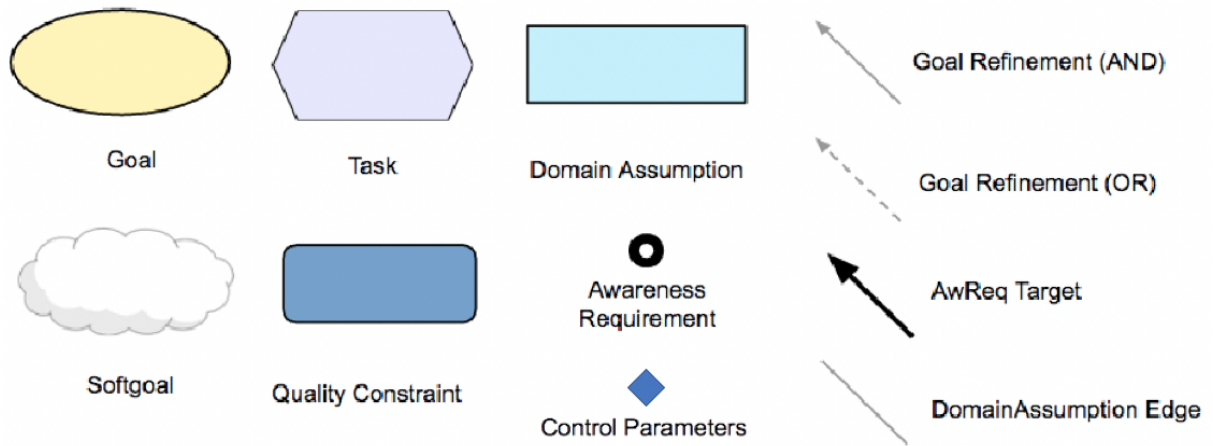 Goal
Task
Domain Assumption
Goal Refinement (AND)
Goal Refinement (OR)
Softgoal
Quality Constraint
Awareness
Requirement
Control Parameters
AwReq Target
DomainAssumption Edge